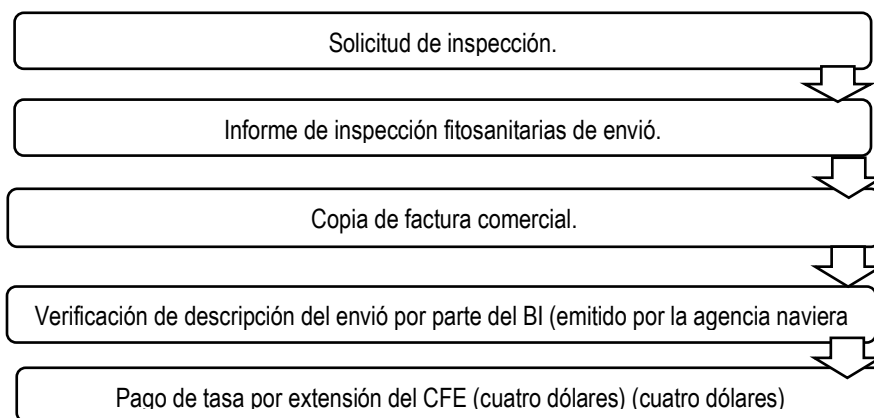 Solicitud de inspección.
Informe de inspección fitosanitarias de envió.
Copia de factura comercial.
Verificación de descripción del envió por parte del BI (emitido por la agencia naviera
Pago de tasa por extensión del CFE (cuatro dólares) (cuatro dólares)